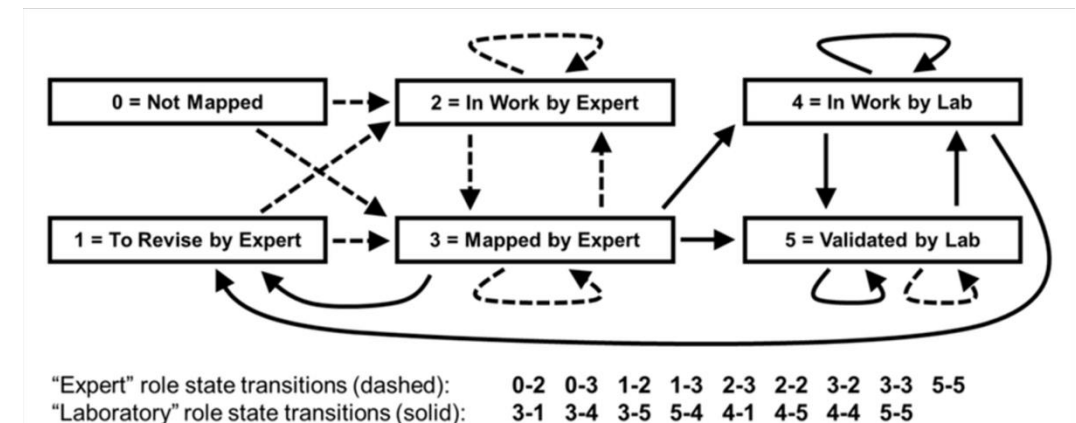 0 = Not Mapped
2 = In Work by Expert
4 = In Work by Lab
1 = To Revise by Expert
3 = Mapped by Expert
5 = Validated by Lab
“Expert” role state transitions (dashed): 0-2 0-3 1-2 1-3 2-3 2-2 3-2 3-3 5-5
“Laboratory” role state transitions (solid): 3-1 3-4 3-5 5-4 4-1 4-5 4-4 5-5